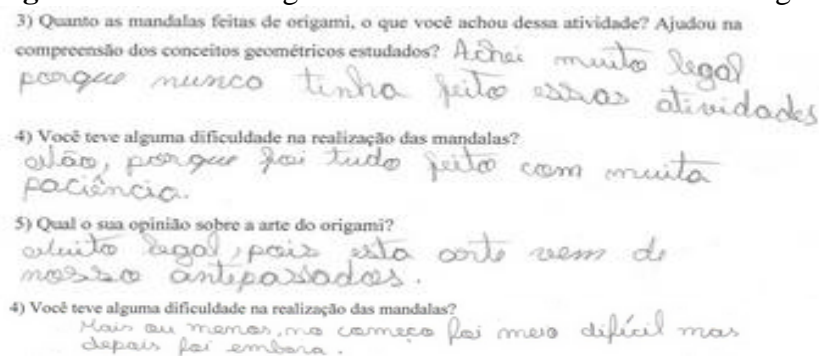 3) Quanto as mandalas feitas de origami, o que você achou dessa atividade? Ajudou na
compreensão dos conceitos geométricos estudados? Achei muito legal
porque nunca tinha feito essas atividades
4) Você teve alguma dificuldade na realização das mandalas?
Não, porque foi tudo feito com muita
paciência.
5) Qual o sua opinião sobre a arte do origami?
Muito legal, pois esta arte vem de
nosso antepassados.
4) Você teve alguma dificuldade na realização das mandalas?
Mais ou menos, no começo foi meio difícil mas
depois foi embora.